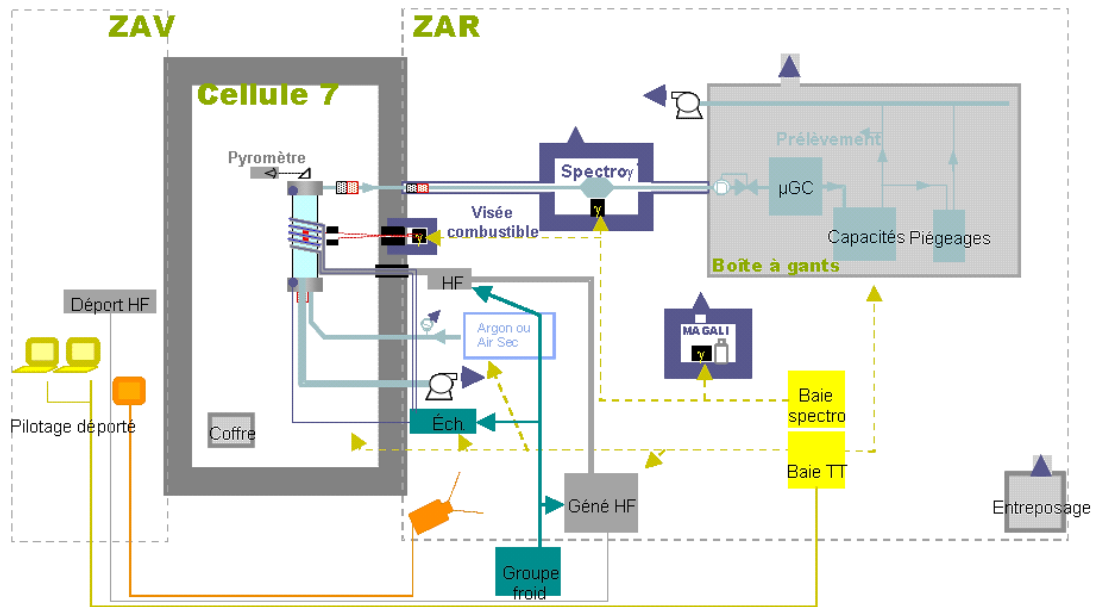 ZAV
ZAR
Cellule 7
Pyromètre
Spectroγ
Prélèvement
µGC
Visée
combustible
γ
γ
Capacités
Piégeages
Boîte à gants
HF
Déport HF
Argon ou
Air Sec
MAGALI
γ
Pilotage déporté
Coffre
Éch.
Baie
spectro
Baie TT
Géné HF
Entreposage
Groupe
froid